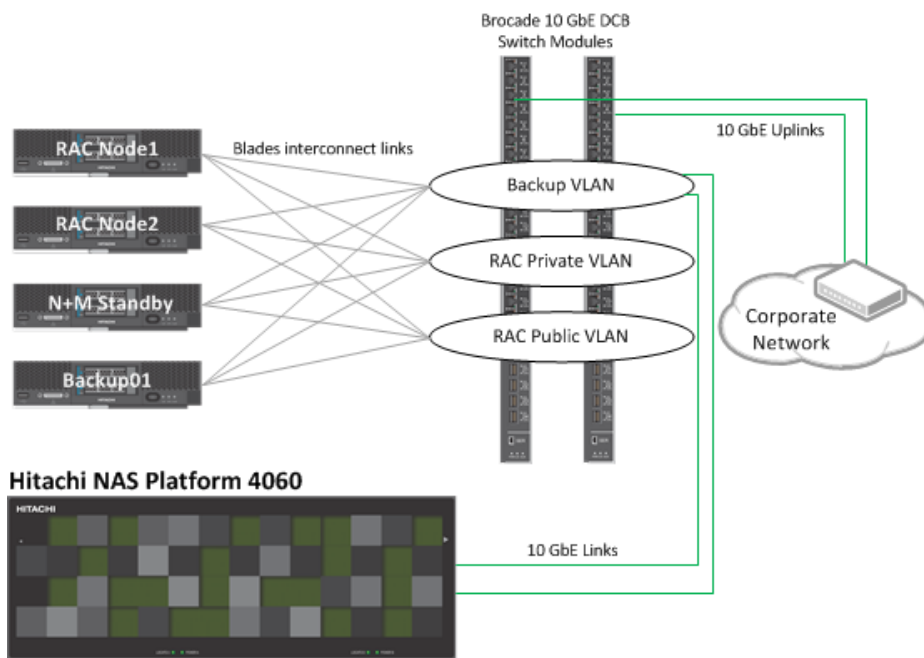 Brocade 10 GbE DCB
Switch Modules
RAC Node1
Blades interconnect links
10 GbE Uplinks
Backup VLAN
RAC Node2
RAC Private VLAN
N+M Standby
Corporate
Network
RAC Public VLAN
Backup01
Hitachi NAS Platform 4060
HITACHI
10 GbE Links